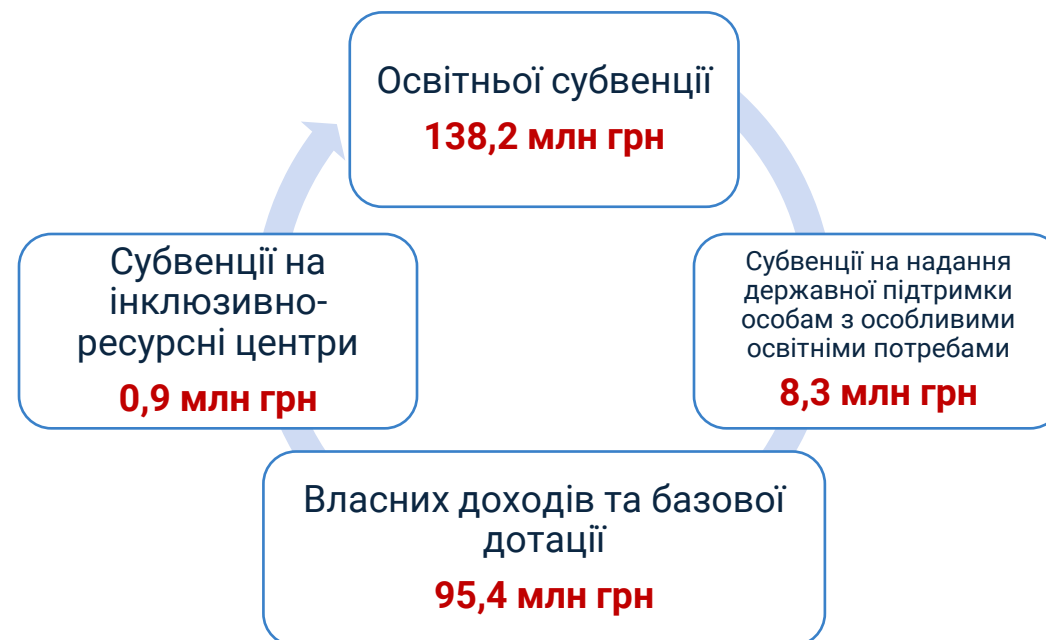 Освітньої субвенції
138,2 млн грн
Субвенції на
інклюзивно-
ресурсні центри
0,9 млн грн
Субвенції на надання
державної підтримки
особам з особливими
освітніми потребами
8,3 млн грн
Власних доходів та базової
дотації
95,4 млн грн